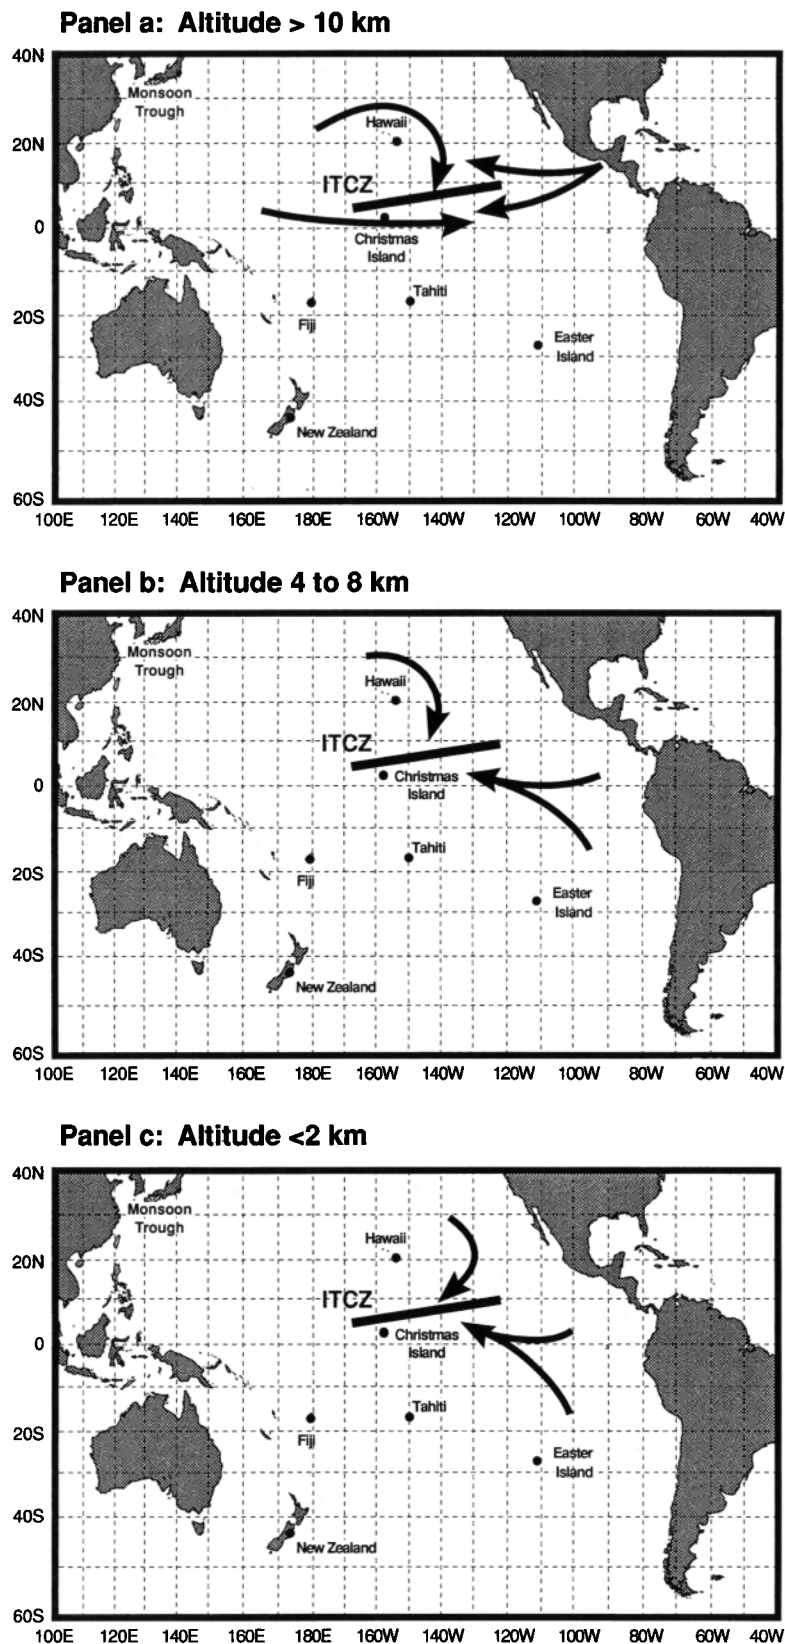 Panel a: Altitude > 10 km
40N
Monsoon
Trough
Hawaii
20N
ITCZ
0
Christmas
Island
Tahiti
20S
Fiji
Easter
Island
40S
New Zealand
60S
100E 120E 140E 160E 180E 160W 140W 120W 100W 80W 60W 40W
Panel b: Altitude 4 to 8 km
40N
Monsoon
Trough
Hawaii
20N
ITCZ
Christmas
0
Island
Tahiti
20S
Fiji
Easter
Island
40S
New Zealand
60S
100E 120E 140E 160E 180E 160W 140W 120W 100W 80W 60W 40W
Panel c: Altitude <2 km
40N
Monsoon
Trough
Hawaii
20N
ITCZ
Christmas
0
Island
Tahiti
20S
Fiji
Easter
Island
40S
New Zealand
60S
100E 120E 140E 160E 180E 160W 140W 120W 100W 80W 60W 40W